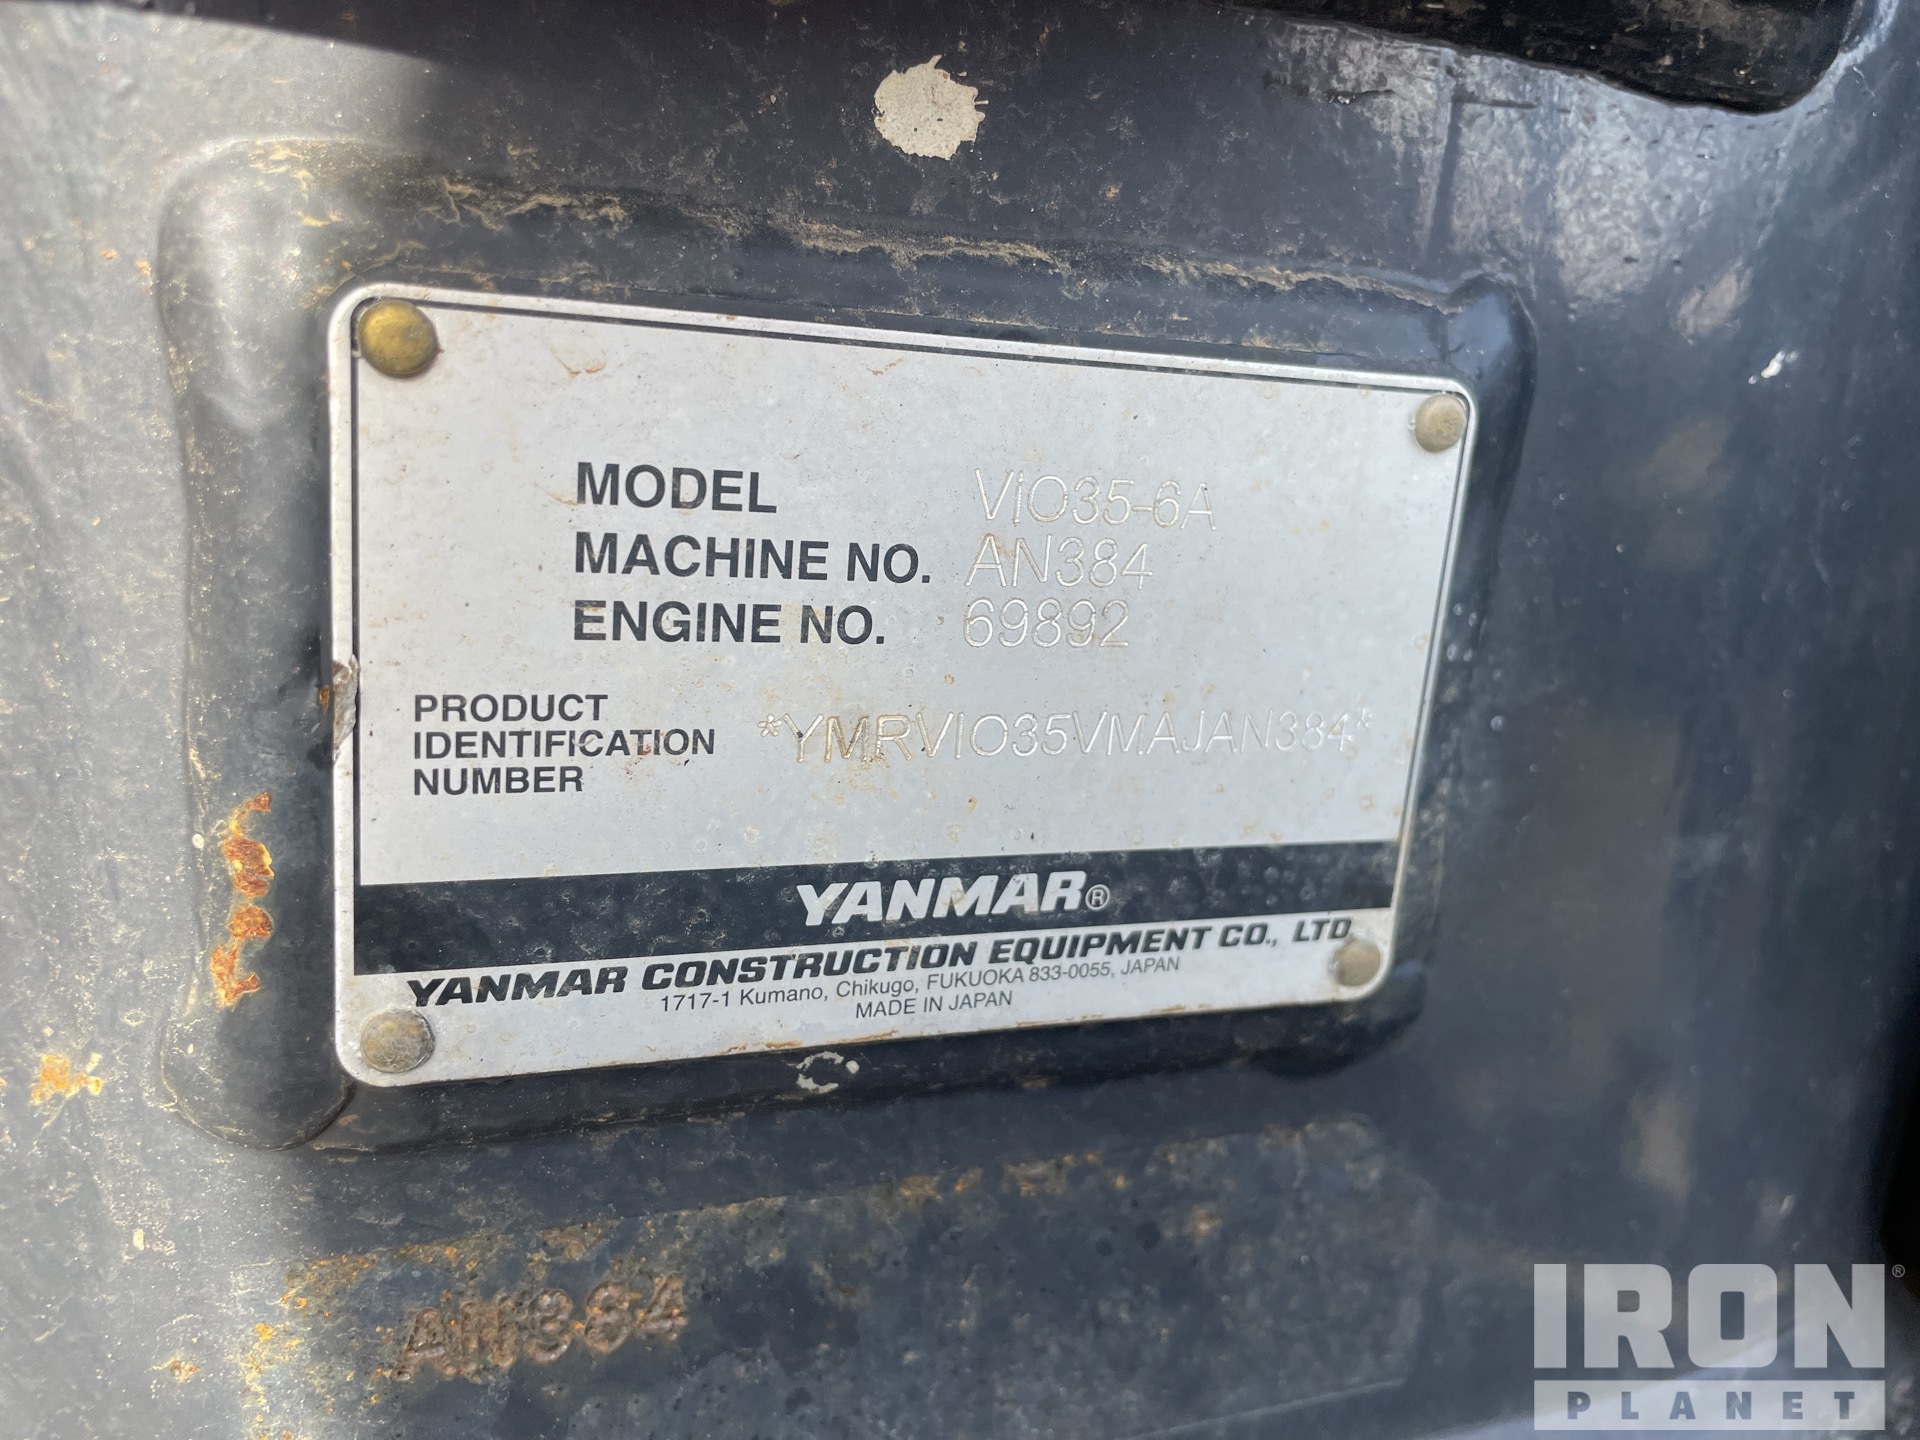 MODEL ViO35-6A
MACHINE NO. AN384
ENGINE NO. 69892
PRODUCT
IDENTIFICATION
NUMBER
*YMRVIO35VMAJAN384*
YANMAR®
YANMAR CONSTRUCTION EQUIPMENT CO., LTD
1717-1 Kumano, Chikugo, FUKUOKA 833-0055, JAPAN
MADE IN JAPAN
AN384
IRON®
PLANET